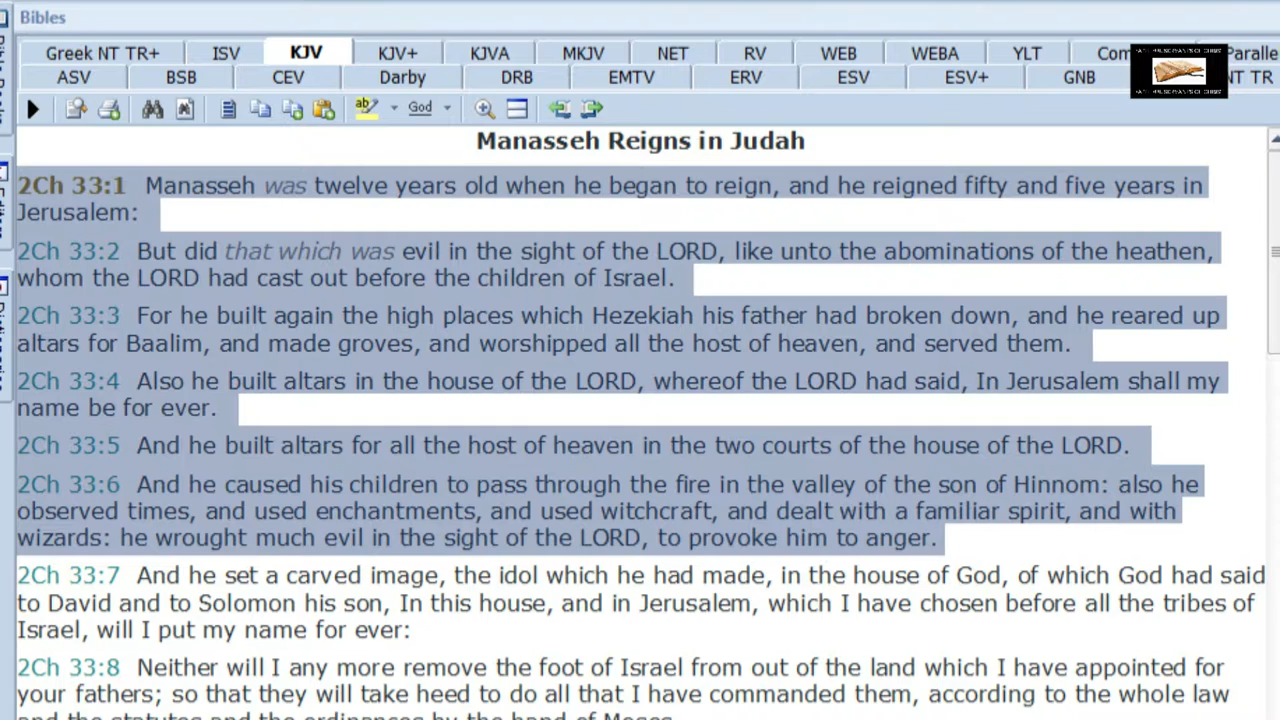 Bibles
Greek NT TR+ ISV KJV KJV+ KJVA MKJV NET RV WEB WEBA YLT Com Paralle
ASV BSB CEV Darby DRB EMTV ERV ESV ESV+ GNB NT TR
God
Manasseh Reigns in Judah
2Ch 33:1 Manasseh was twelve years old when he began to reign, and he reigned fifty and five years in
Jerusalem:
2Ch 33:2 But did that which was evil in the sight of the LORD, like unto the abominations of the heathen,
whom the LORD had cast out before the children of Israel.
2Ch 33:3 For he built again the high places which Hezekiah his father had broken down, and he reared up
altars for Baalim, and made groves, and worshipped all the host of heaven, and served them.
2Ch 33:4 Also he built altars in the house of the LORD, whereof the LORD had said, In Jerusalem shall my
name be for ever.
2Ch 33:5 And he built altars for all the host of heaven in the two courts of the house of the LORD.
2Ch 33:6 And he caused his children to pass through the fire in the valley of the son of Hinnom: also he
observed times, and used enchantments, and used witchcraft, and dealt with a familiar spirit, and with
wizards: he wrought much evil in the sight of the LORD, to provoke him to anger.
2Ch 33:7 And he set a carved image, the idol which he had made, in the house of God, of which God had said
to David and to Solomon his son, In this house, and in Jerusalem, which I have chosen before all the tribes of
Israel, will I put my name for ever:
2Ch 33:8 Neither will I any more remove the foot of Israel from out of the land which I have appointed for
your fathers; so that they will take heed to do all that I have commanded them, according to the whole law
and the statutes and the ordinances by the hand of Moses.